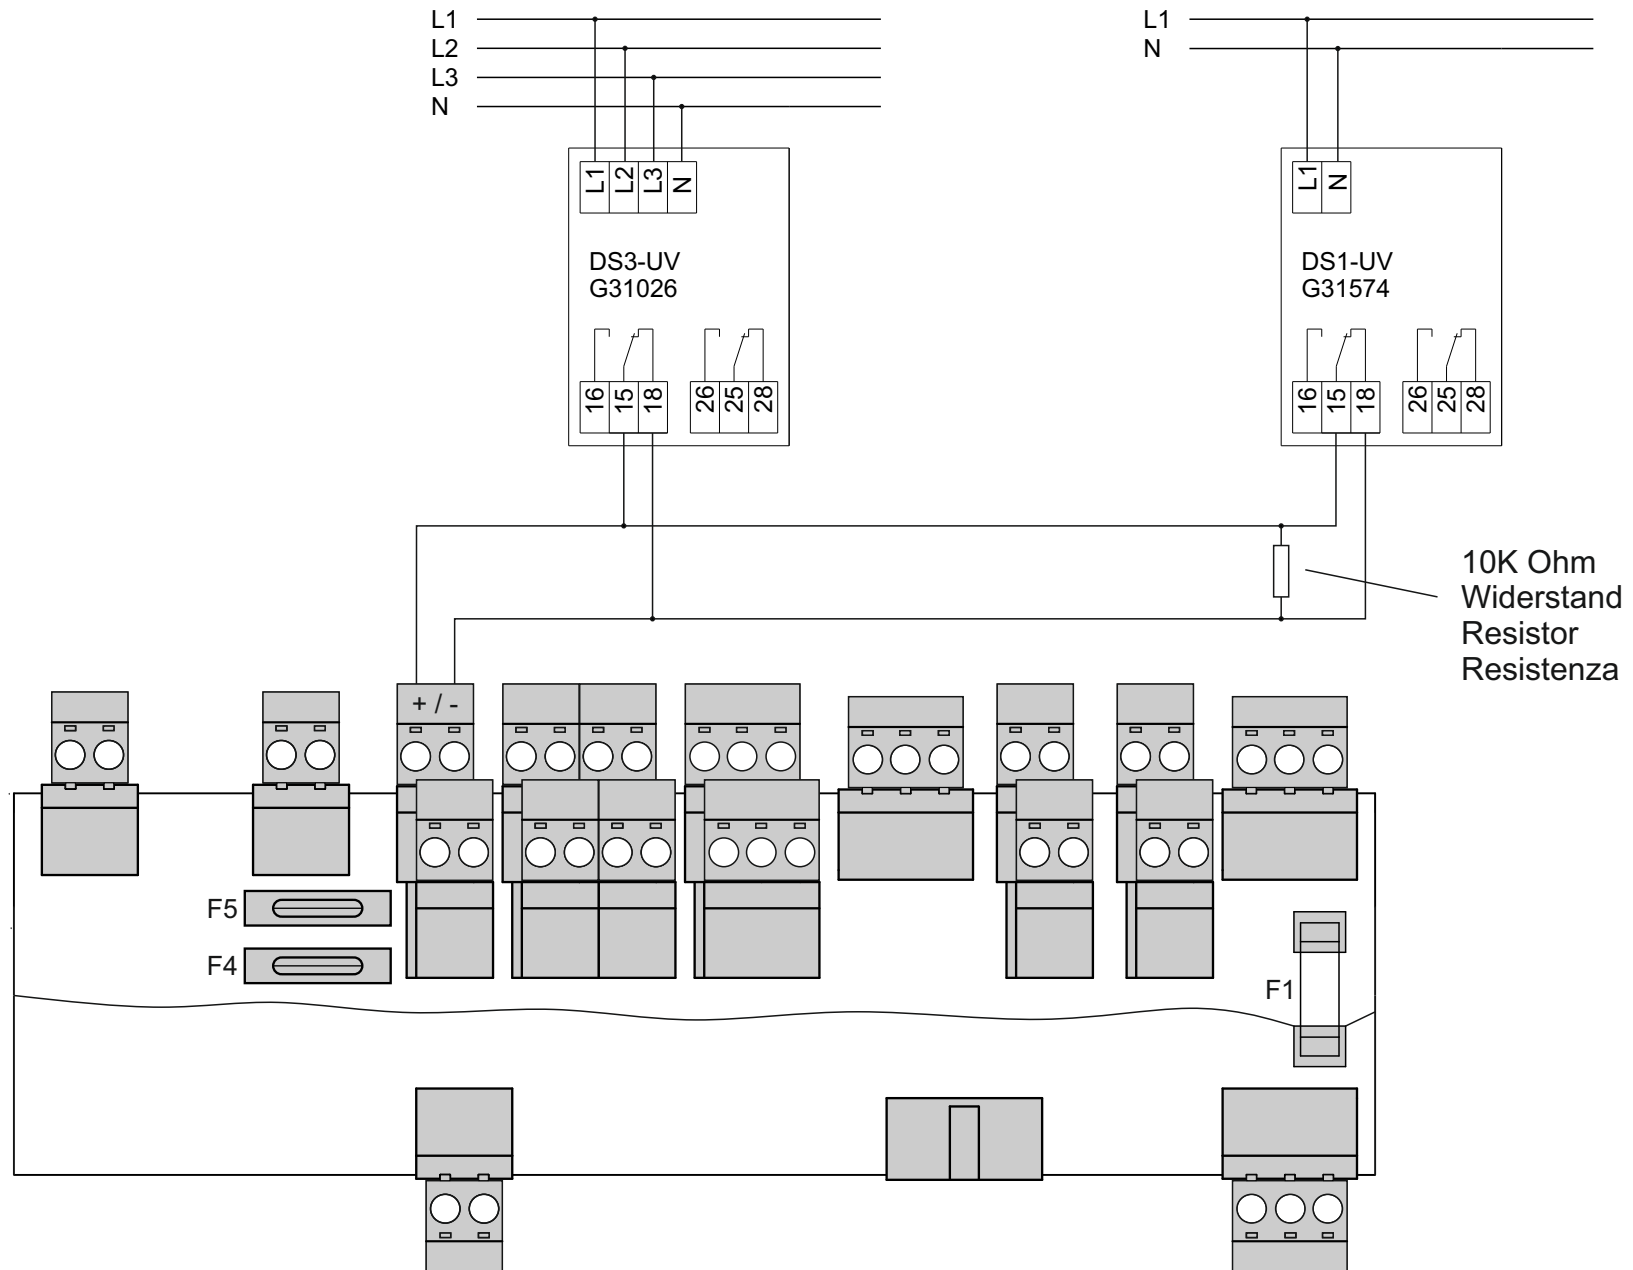 L1
L2
L3
N
L1
N
L1
L2
L3
N
L1
N
DS3-UV
G31026
DS1-UV
G31574
16
15
18
26
25
28
16
15
18
26
25
28
10K Ohm
Widerstand
Resistor
Resistenza
+ / -
F5
F4
F1